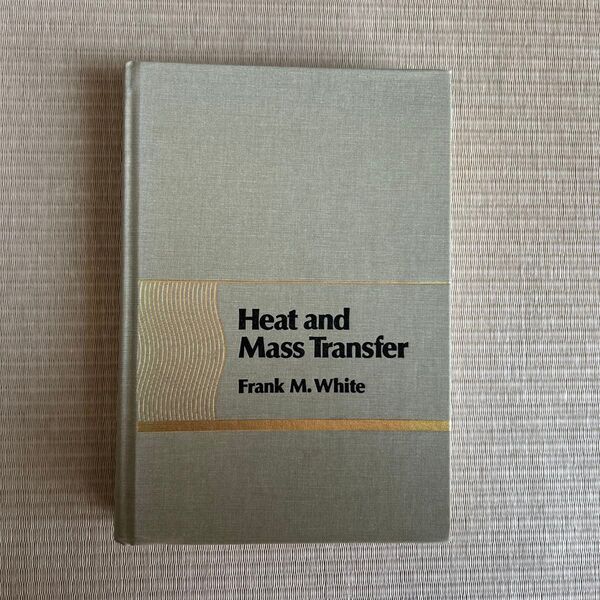 Heat and
Mass Transfer
Frank M. White